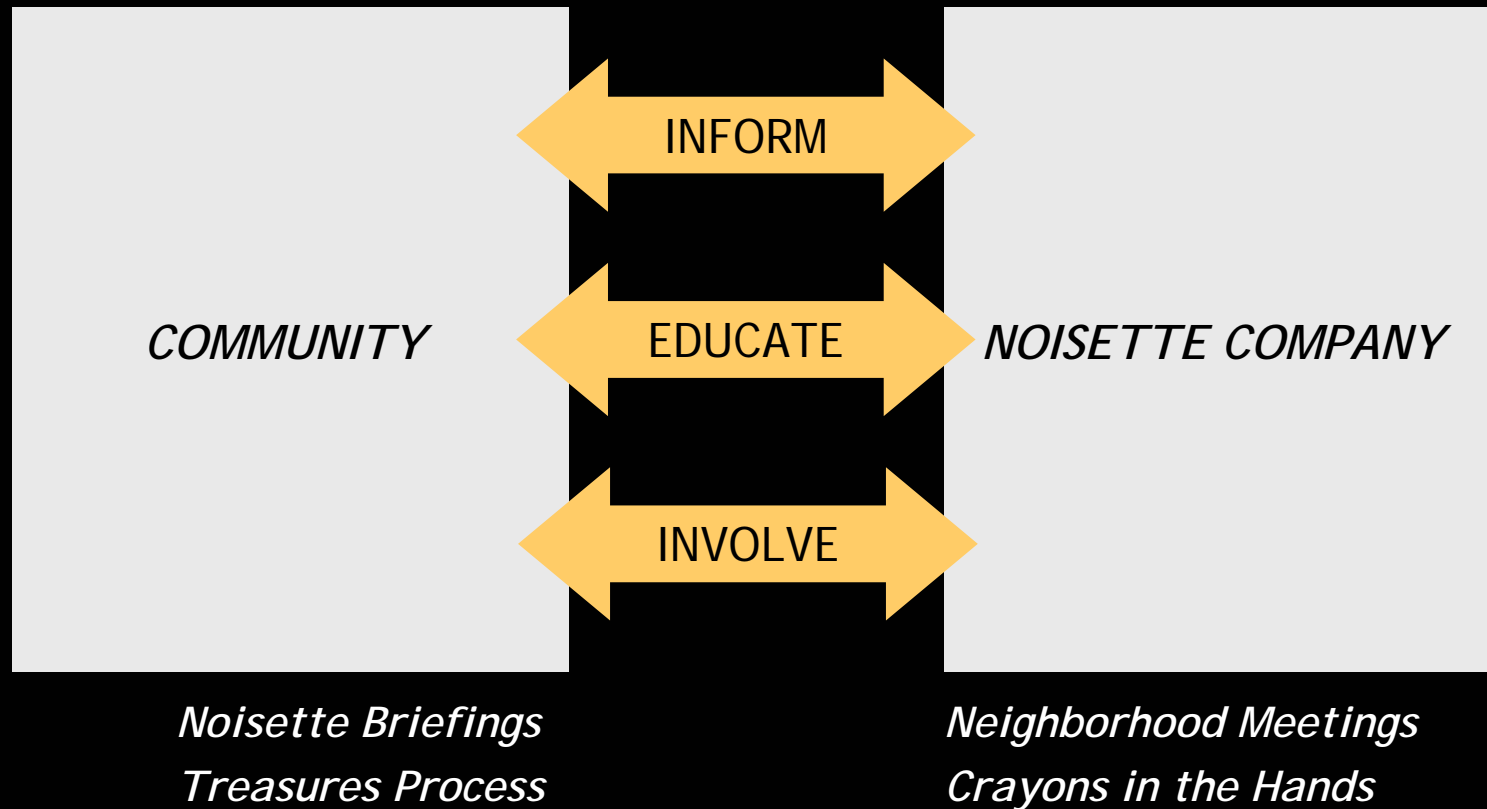 INFORM
COMMUNITY
EDUCATE
NOISETTE COMPANY
INVOLVE
Noisette Briefings
Treasures Process
Neighborhood Meetings
Crayons in the Hands